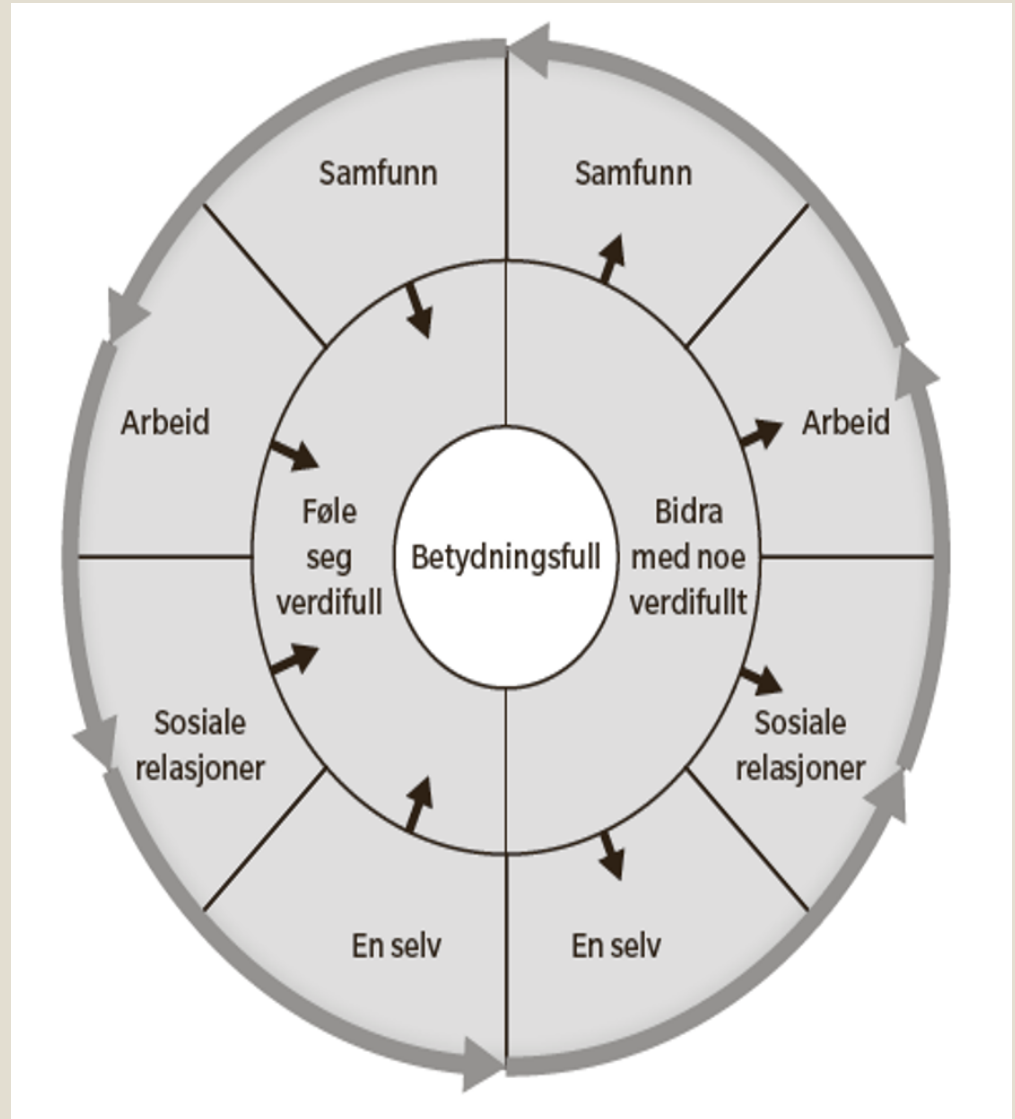 Samfunn
Samfunn
Arbeid
Arbeid
Føle
seg
verdifull
Betydningsfull
Bidra
med noe
verdifullt
Sosiale
relasjoner
Sosiale
relasjoner
En selv
En selv